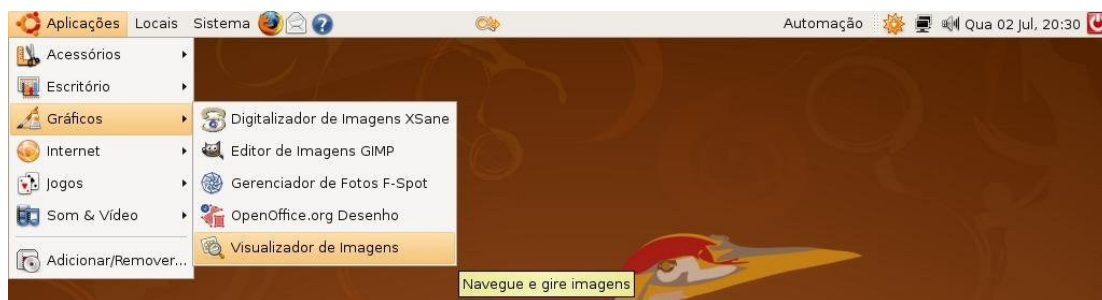 Aplicações Locais Sistema Automação Qua 02 Jul, 20:30
Acessórios
Escritório
Gráficos
Internet
Jogos
Som & Vídeo
Adicionar/Remover...
Digitalizador de Imagens XSane
Editor de Imagens GIMP
Gerenciador de Fotos F-Spot
OpenOffice.org Desenho
Visualizador de Imagens
Navegue e gire imagens